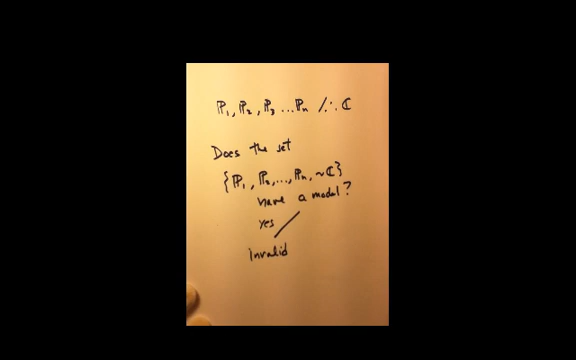 ℙ₁, ℙ₂, ℙ₃ ... ℙₙ /∴ ℂ
Does the set
{ℙ₁, ℙ₂, ..., ℙₙ, ~ℂ}
have a model?
yes
Invalid